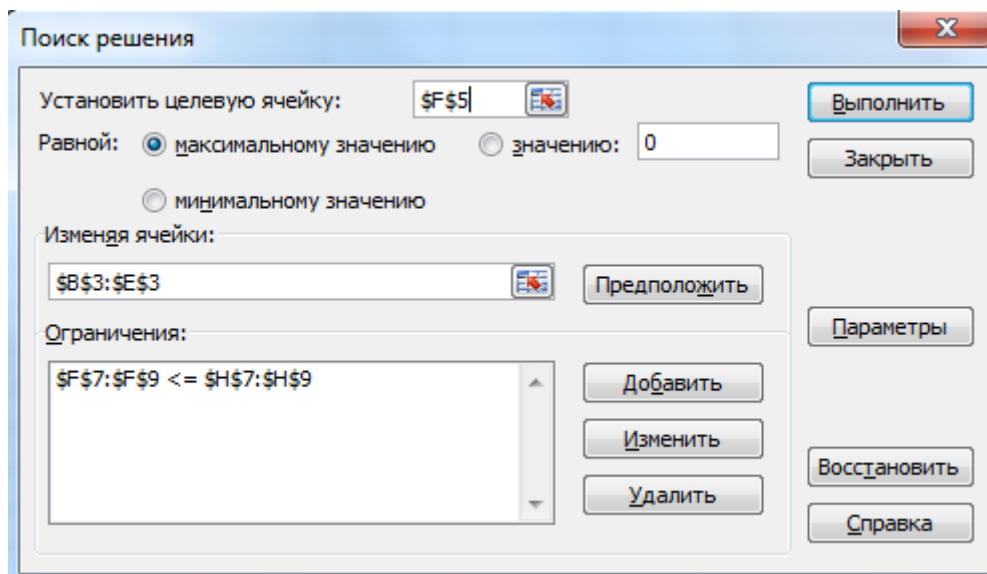 Поиск решения
Установить целевую ячейку: $F$5
Равной: максимальному значению значению: 0
минимальному значению
Изменяя ячейки:
$B$3:$E$3
Предположить
Ограничения:
$F$7:$F$9 <= $H$7:$H$9
Добавить
Изменить
Удалить
Выполнить
Закрыть
Параметры
Восстановить
Справка